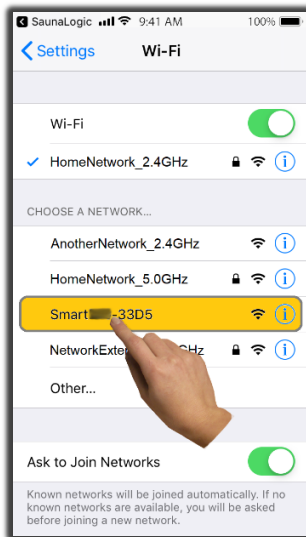 SaunaLogic 9:41 AM 100%
Settings Wi-Fi
Wi-Fi
HomeNetwork_2.4GHz
CHOOSE A NETWORK...
AnotherNetwork_2.4GHz
HomeNetwork_5.0GHz
Smart -33D5
NetworkExte GHz
Other...
Ask to Join Networks
Known networks will be joined automatically. If no
known networks are available, you will be asked
before joining a new network.